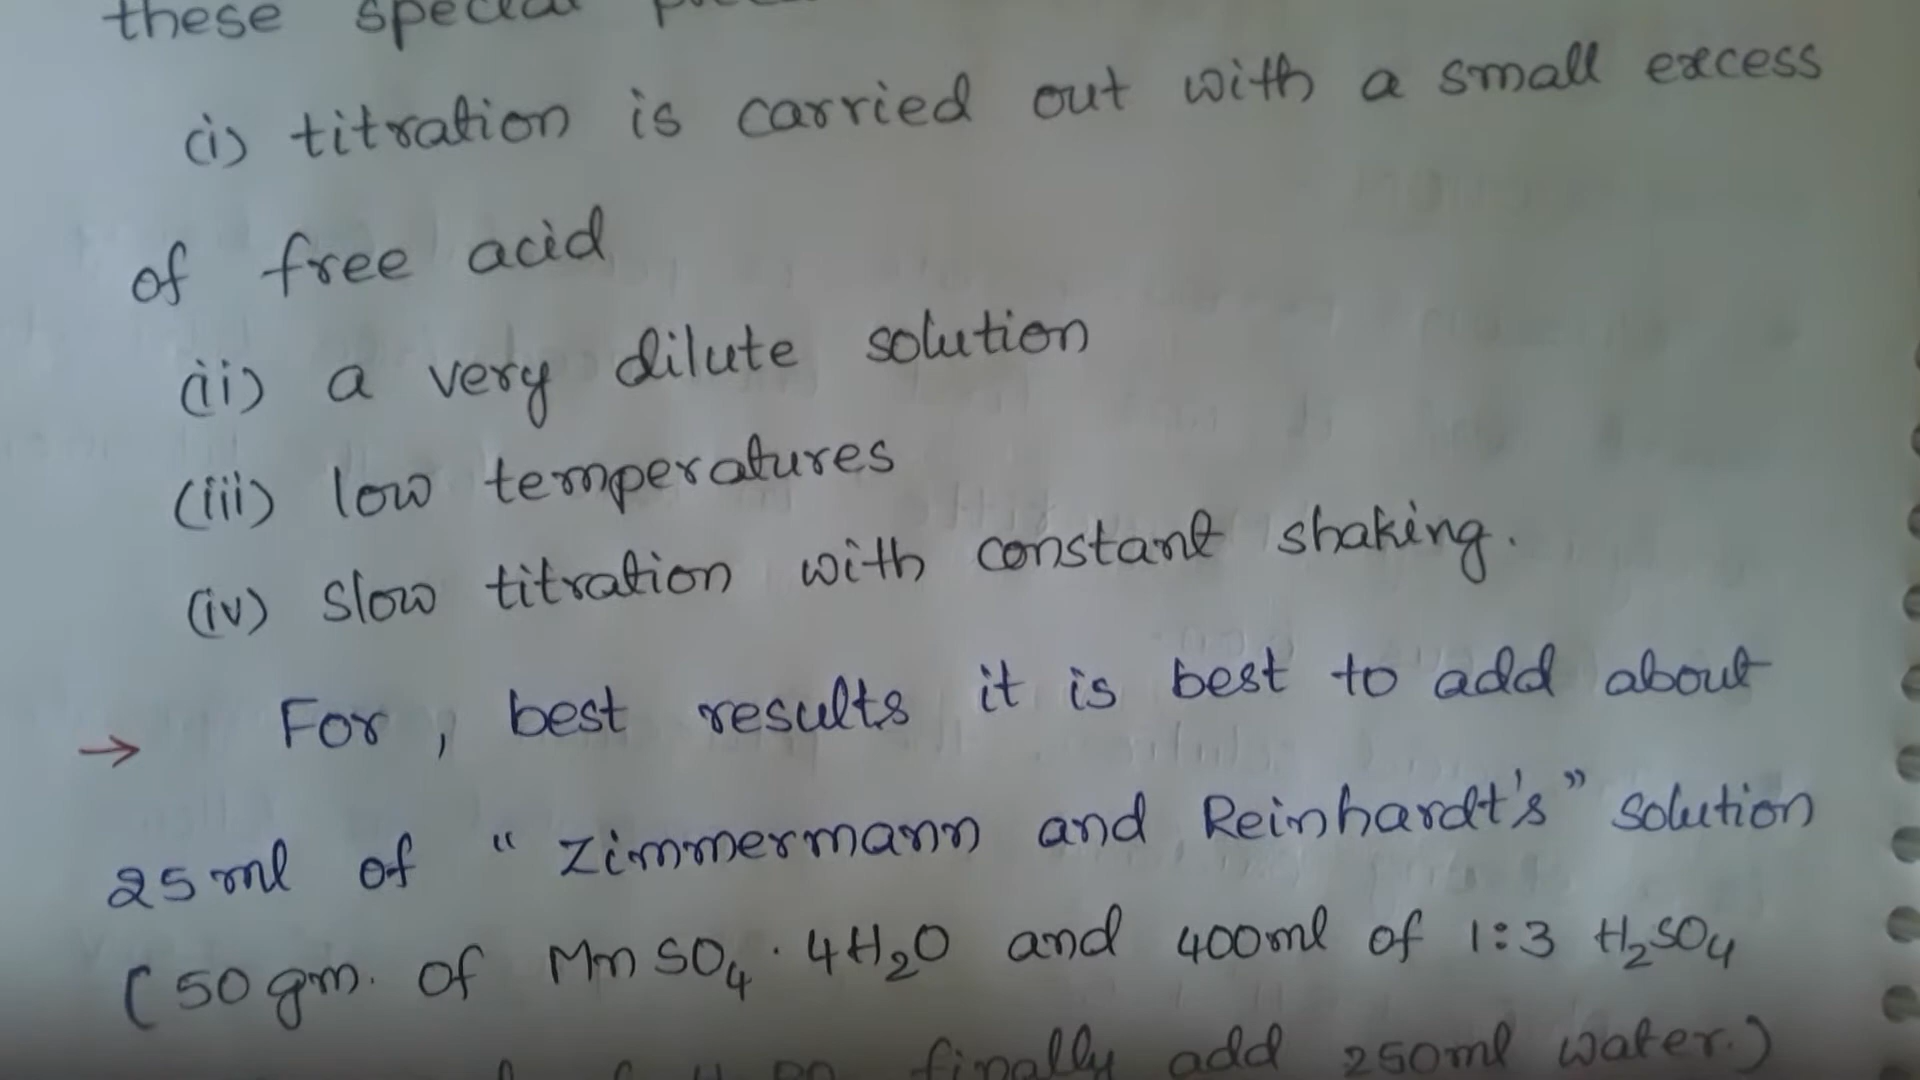 these special
(i) titration is carried out with a small excess
of free acid
(ii) a very dilute solution
(iii) low temperatures
(iv) slow titration with constant shaking.
→ For, best results it is best to add about
25 ml of "Zimmermann and Reinhardt's" solution
(50 gm. of MnSO₄·4H₂O and 400ml of 1:3 H₂SO₄
finally add 250ml water.)